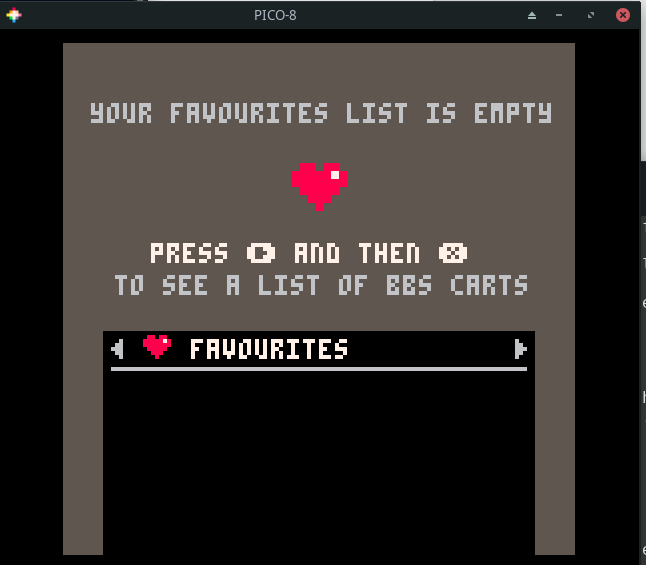 PICO-8
YOUR FAVOURITES LIST IS EMPTY
PRESS ➡️ AND THEN ❎
TO SEE A LIST OF BBS CARTS
FAVOURITES